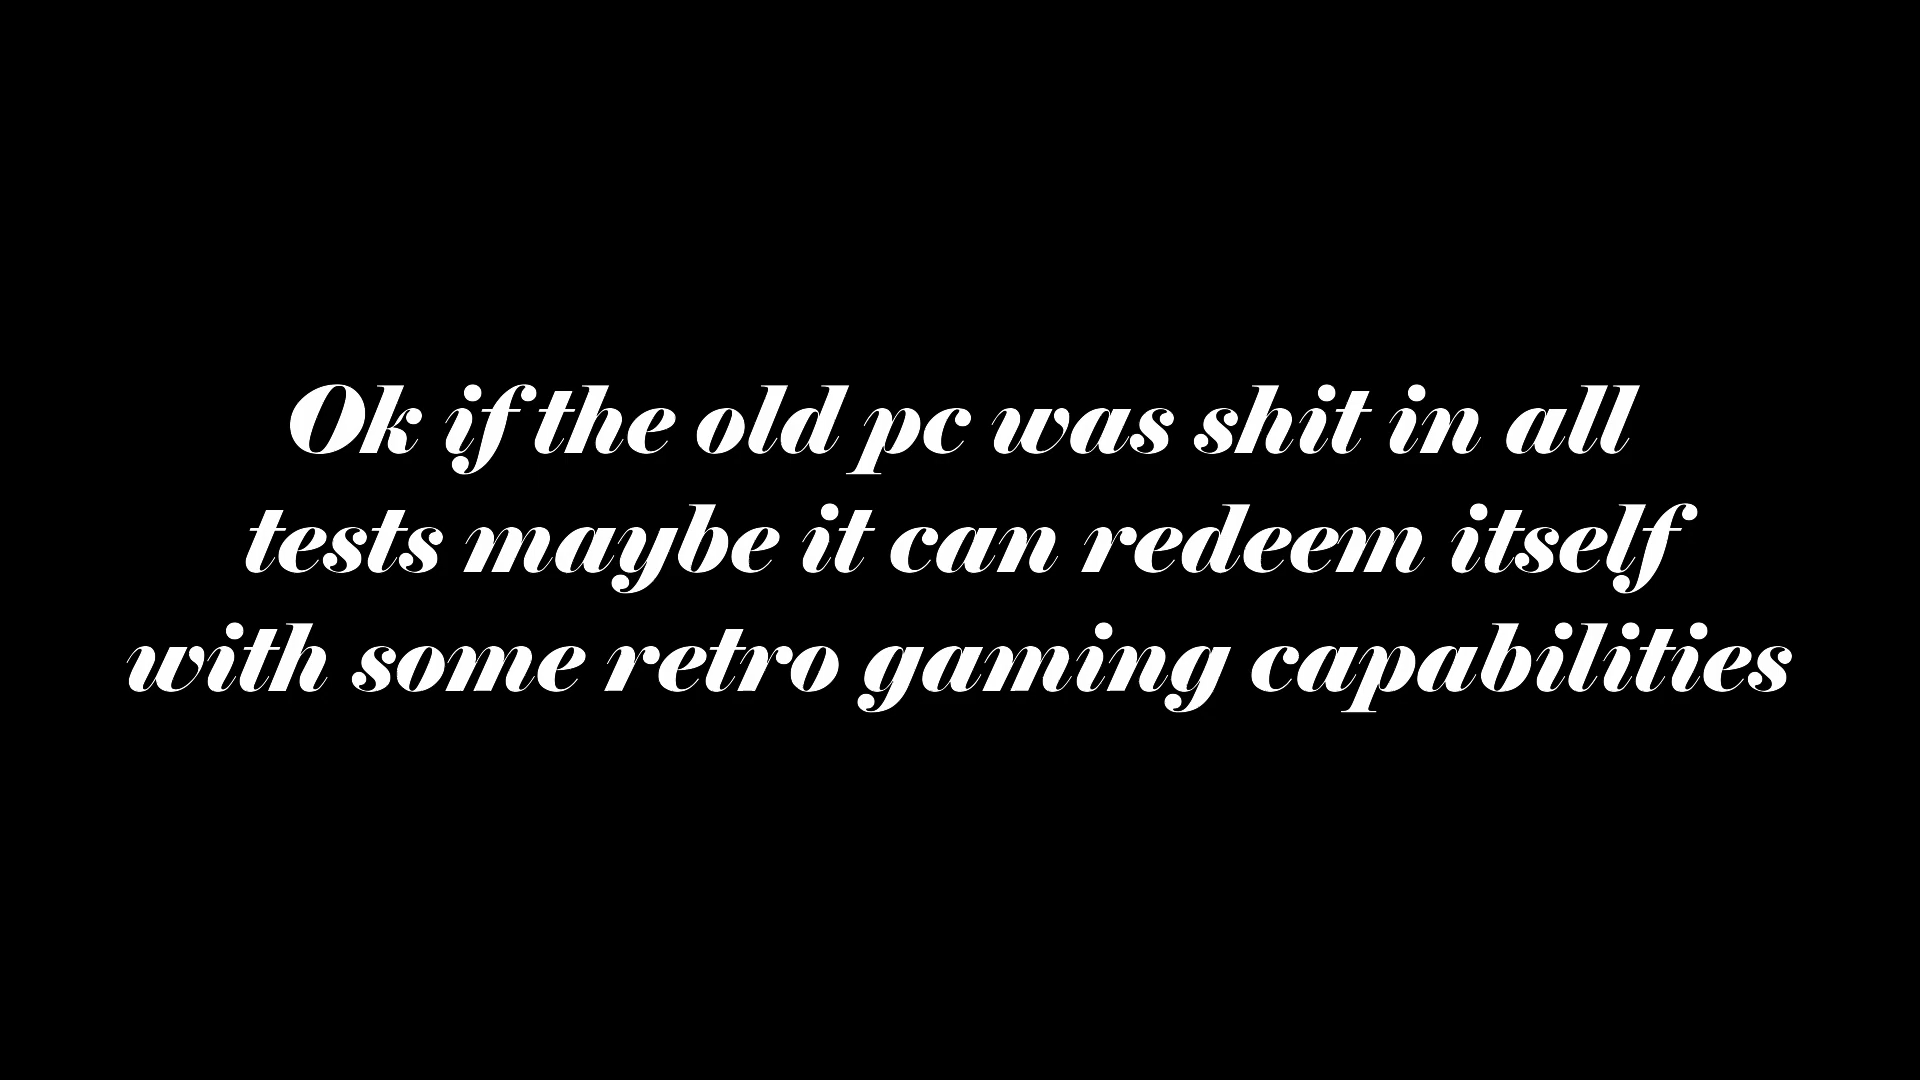 Ok if the old pc was shit in all
tests maybe it can redeem itself
with some retro gaming capabilities